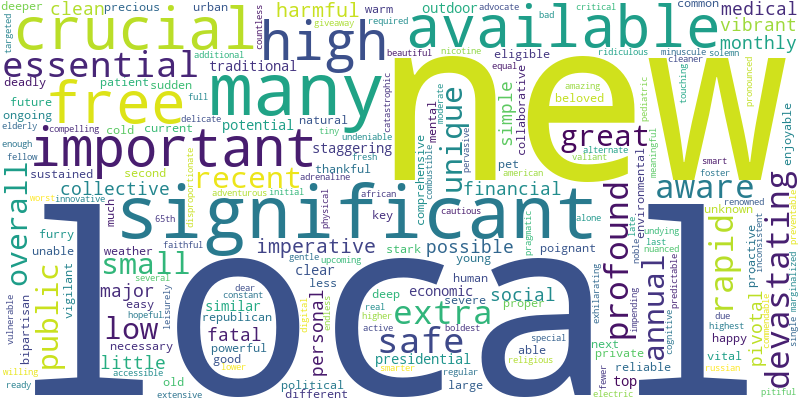 deeper precious urban
crucial
clean
harmful
giveaway
countless
warm
required
outdoor advocate bad critical
available
common medical
vibrant
monthly
targeted
essential
high
traditional
eligible
ridiculous minuscule solemn
deadly
additional
many
new
equal
beautiful
nicotine
cleaner
future
free
patient sudden
full
catastrophic
amazing
beloved
touching
pediatric
pronounced
ongoing
elderly
cold current
delicate
potential
natural
tiny
undeniable
mental
moderate
unique
pervasive
simple
collaborative
great
alternate
valiant
meaningful
enjoyable
enough
fellow
compelling
important
staggering
fresh
thankful
comprehensive
combustible
pet
american
smart
foster
sustained
second
recent
adrenaline
financial
aware
renowned
worst
innovative
collective
adventurous initial
disproportionate
african
physical
significant
key
cautious
alone
pragmatic
environmental
unknown
undying
last
nuanced
preventable
overall
much
65th
furry
unable
weather
faithful
imperative
stark possible
poignant
profound
late
noble
rapid
proactive
inconsistent
marginalized
single
devastating
several
small
gentle
upcoming
clear
less
young
human
exhilarating
impending
predictable
cognitive
local
vulnerable
bipartisan
public
vigilant
major
easy
hopeful
leisurely
dear
constant
similar
republican
endless
digital
personal
deep
real
higher
economic
severe
extra
social
proper
annual
due
highest
pivotal
commendable
happy
low
necessary
fatal
powerful
good
active
boldest
safe
special
able
next
private
fewer
reliable
vital
willing
ready
little
accessible
old
extensive
lower
political
different
presidential
smarter
regular
large
religious
top
electric
russian
pitiful